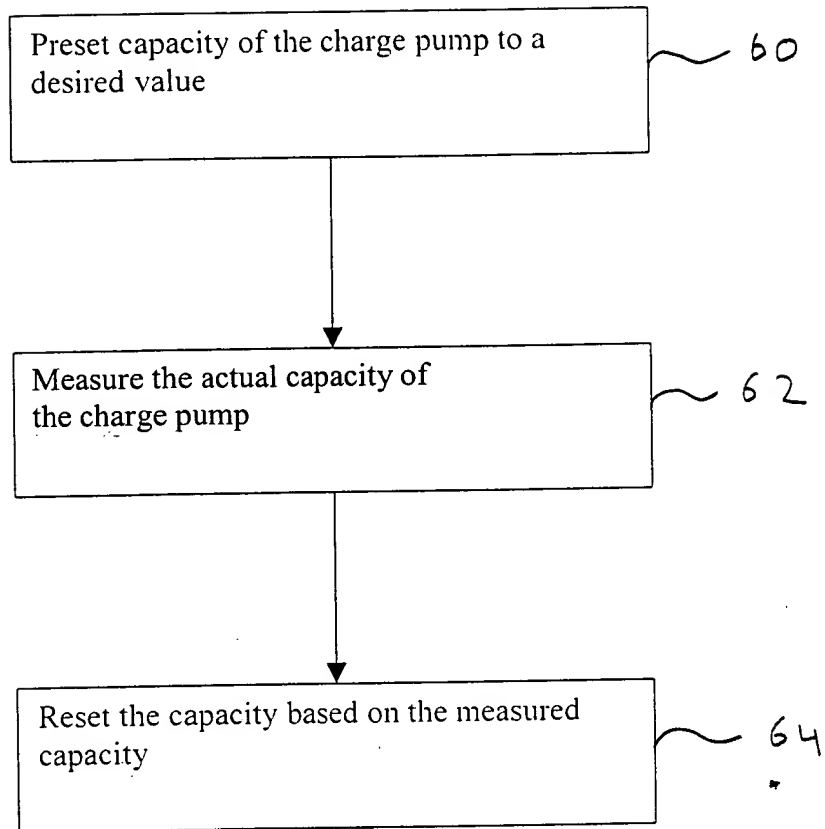 Preset capacity of the charge pump to a
desired value
60
Measure the actual capacity of
the charge pump
62
Reset the capacity based on the measured
capacity
64